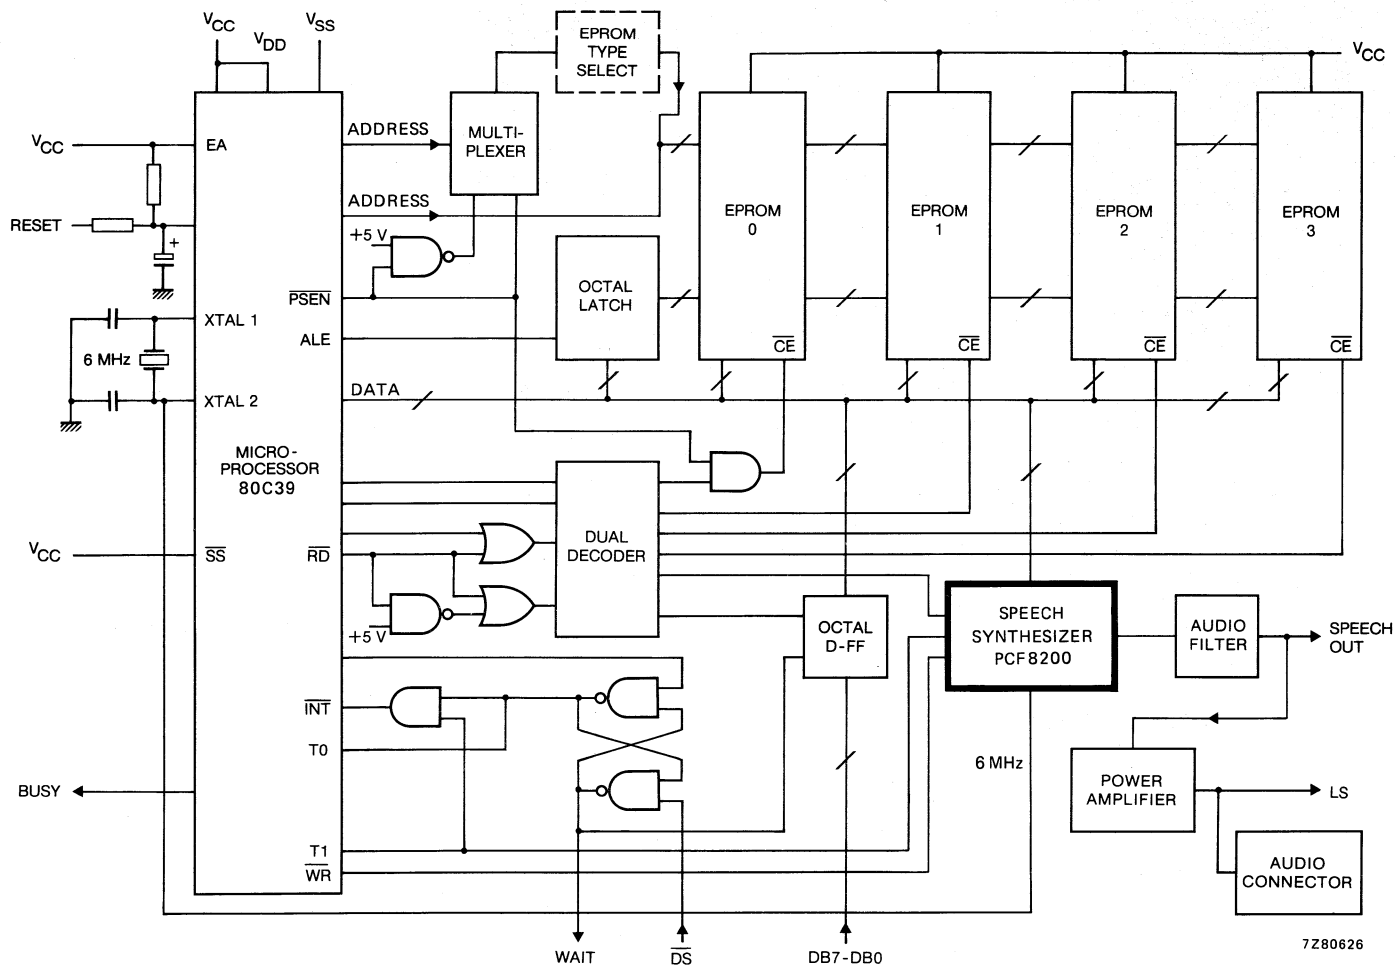 VCC
VDD
VSS
EPROM
TYPE
SELECT
VCC
VCC
EA
ADDRESS
MULTI-
PLEXER
RESET
ADDRESS
+5 V
EPROM
0
EPROM
1
EPROM
2
EPROM
3
OCTAL
LATCH
PSEN
XTAL 1
ALE
CE
CE
CE
CE
6 MHz
XTAL 2
DATA
MICRO-
PROCESSOR
80C39
DUAL
DECODER
VCC
SS
RD
+5 V
OCTAL
D-FF
SPEECH
SYNTHESIZER
PCF8200
AUDIO
FILTER
SPEECH
OUT
INT
T0
6 MHz
BUSY
POWER
AMPLIFIER
LS
T1
WR
AUDIO
CONNECTOR
WAIT
DS
DB7-DB0
7Z80626